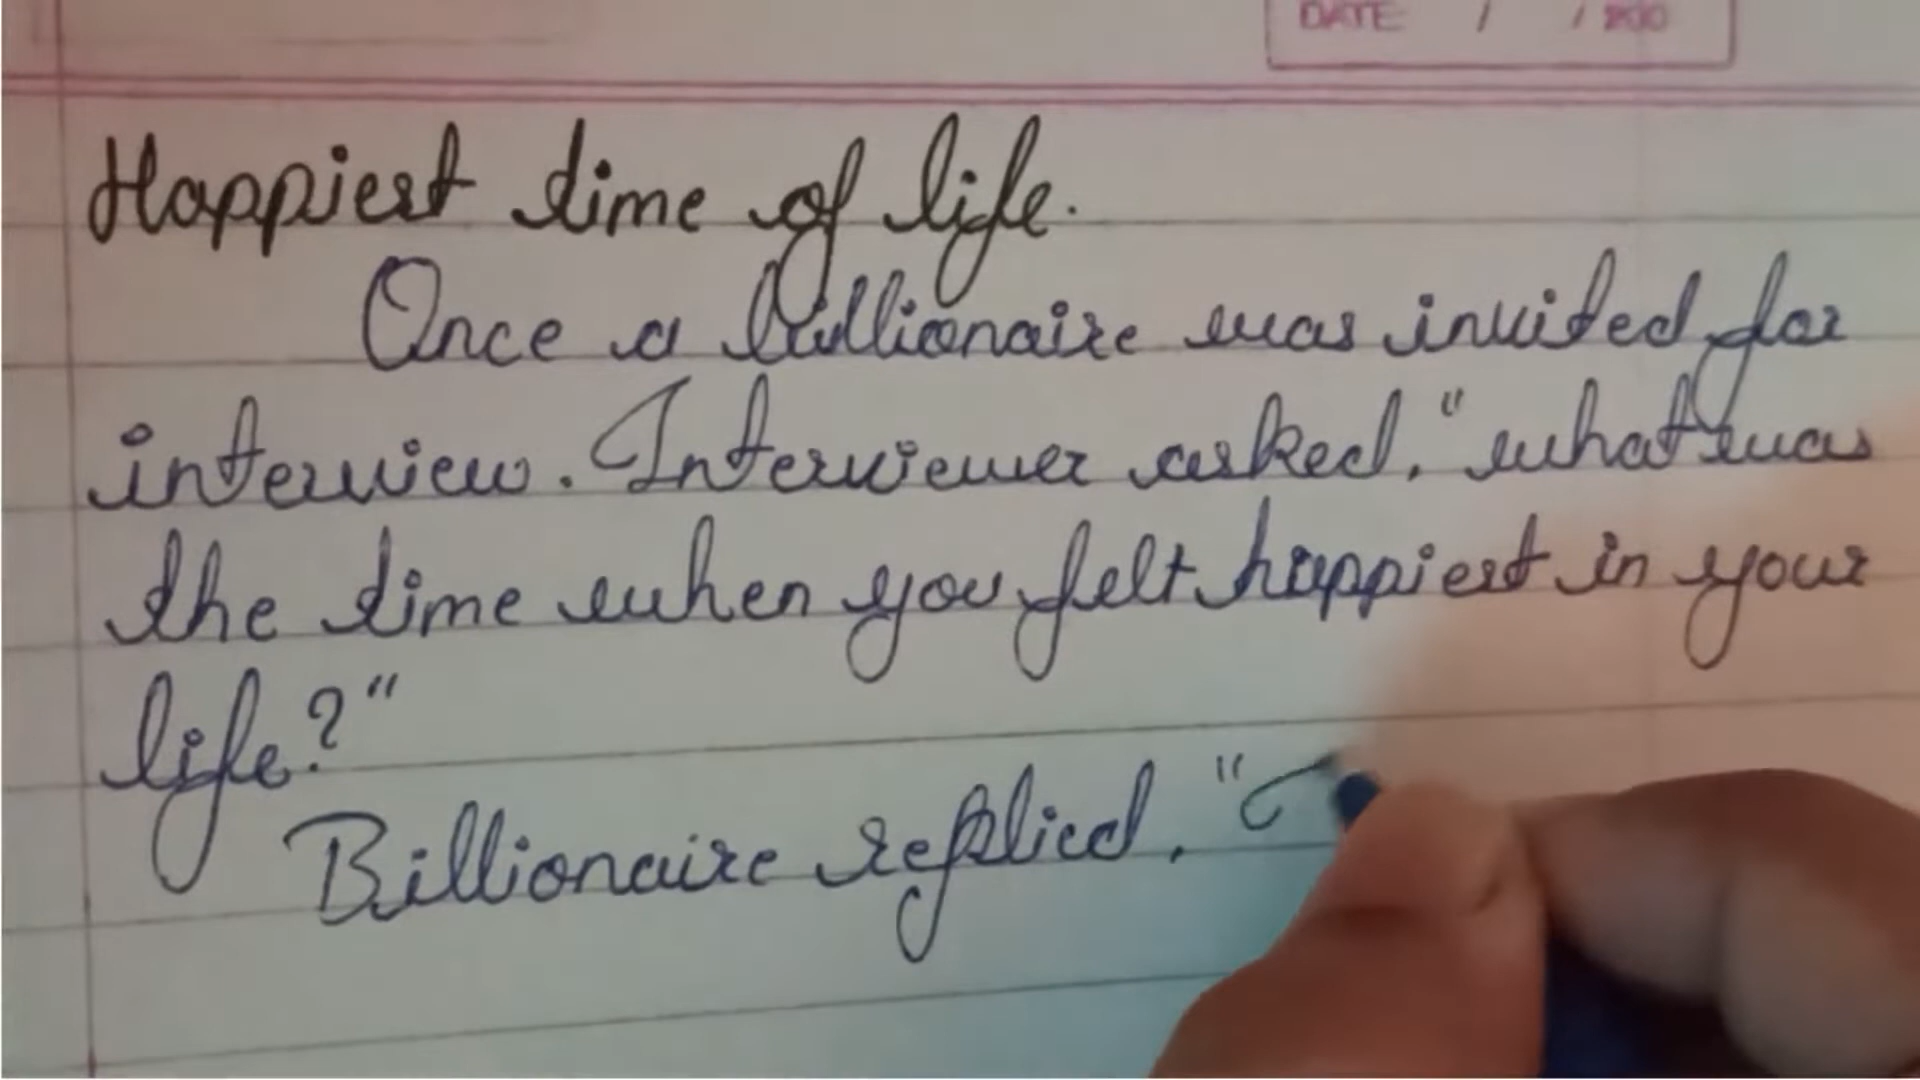 DATE / / 200
Happiest time of life.
Once a billionaire was invited for
interview. Interviewer asked, "what was
the time when you felt happiest in your
life?"
Billionaire replied, "